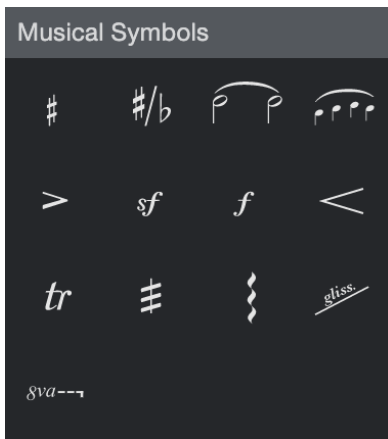 Musical Symbols
♯ ♯/♭
> sf f <
tr gliss.
8va